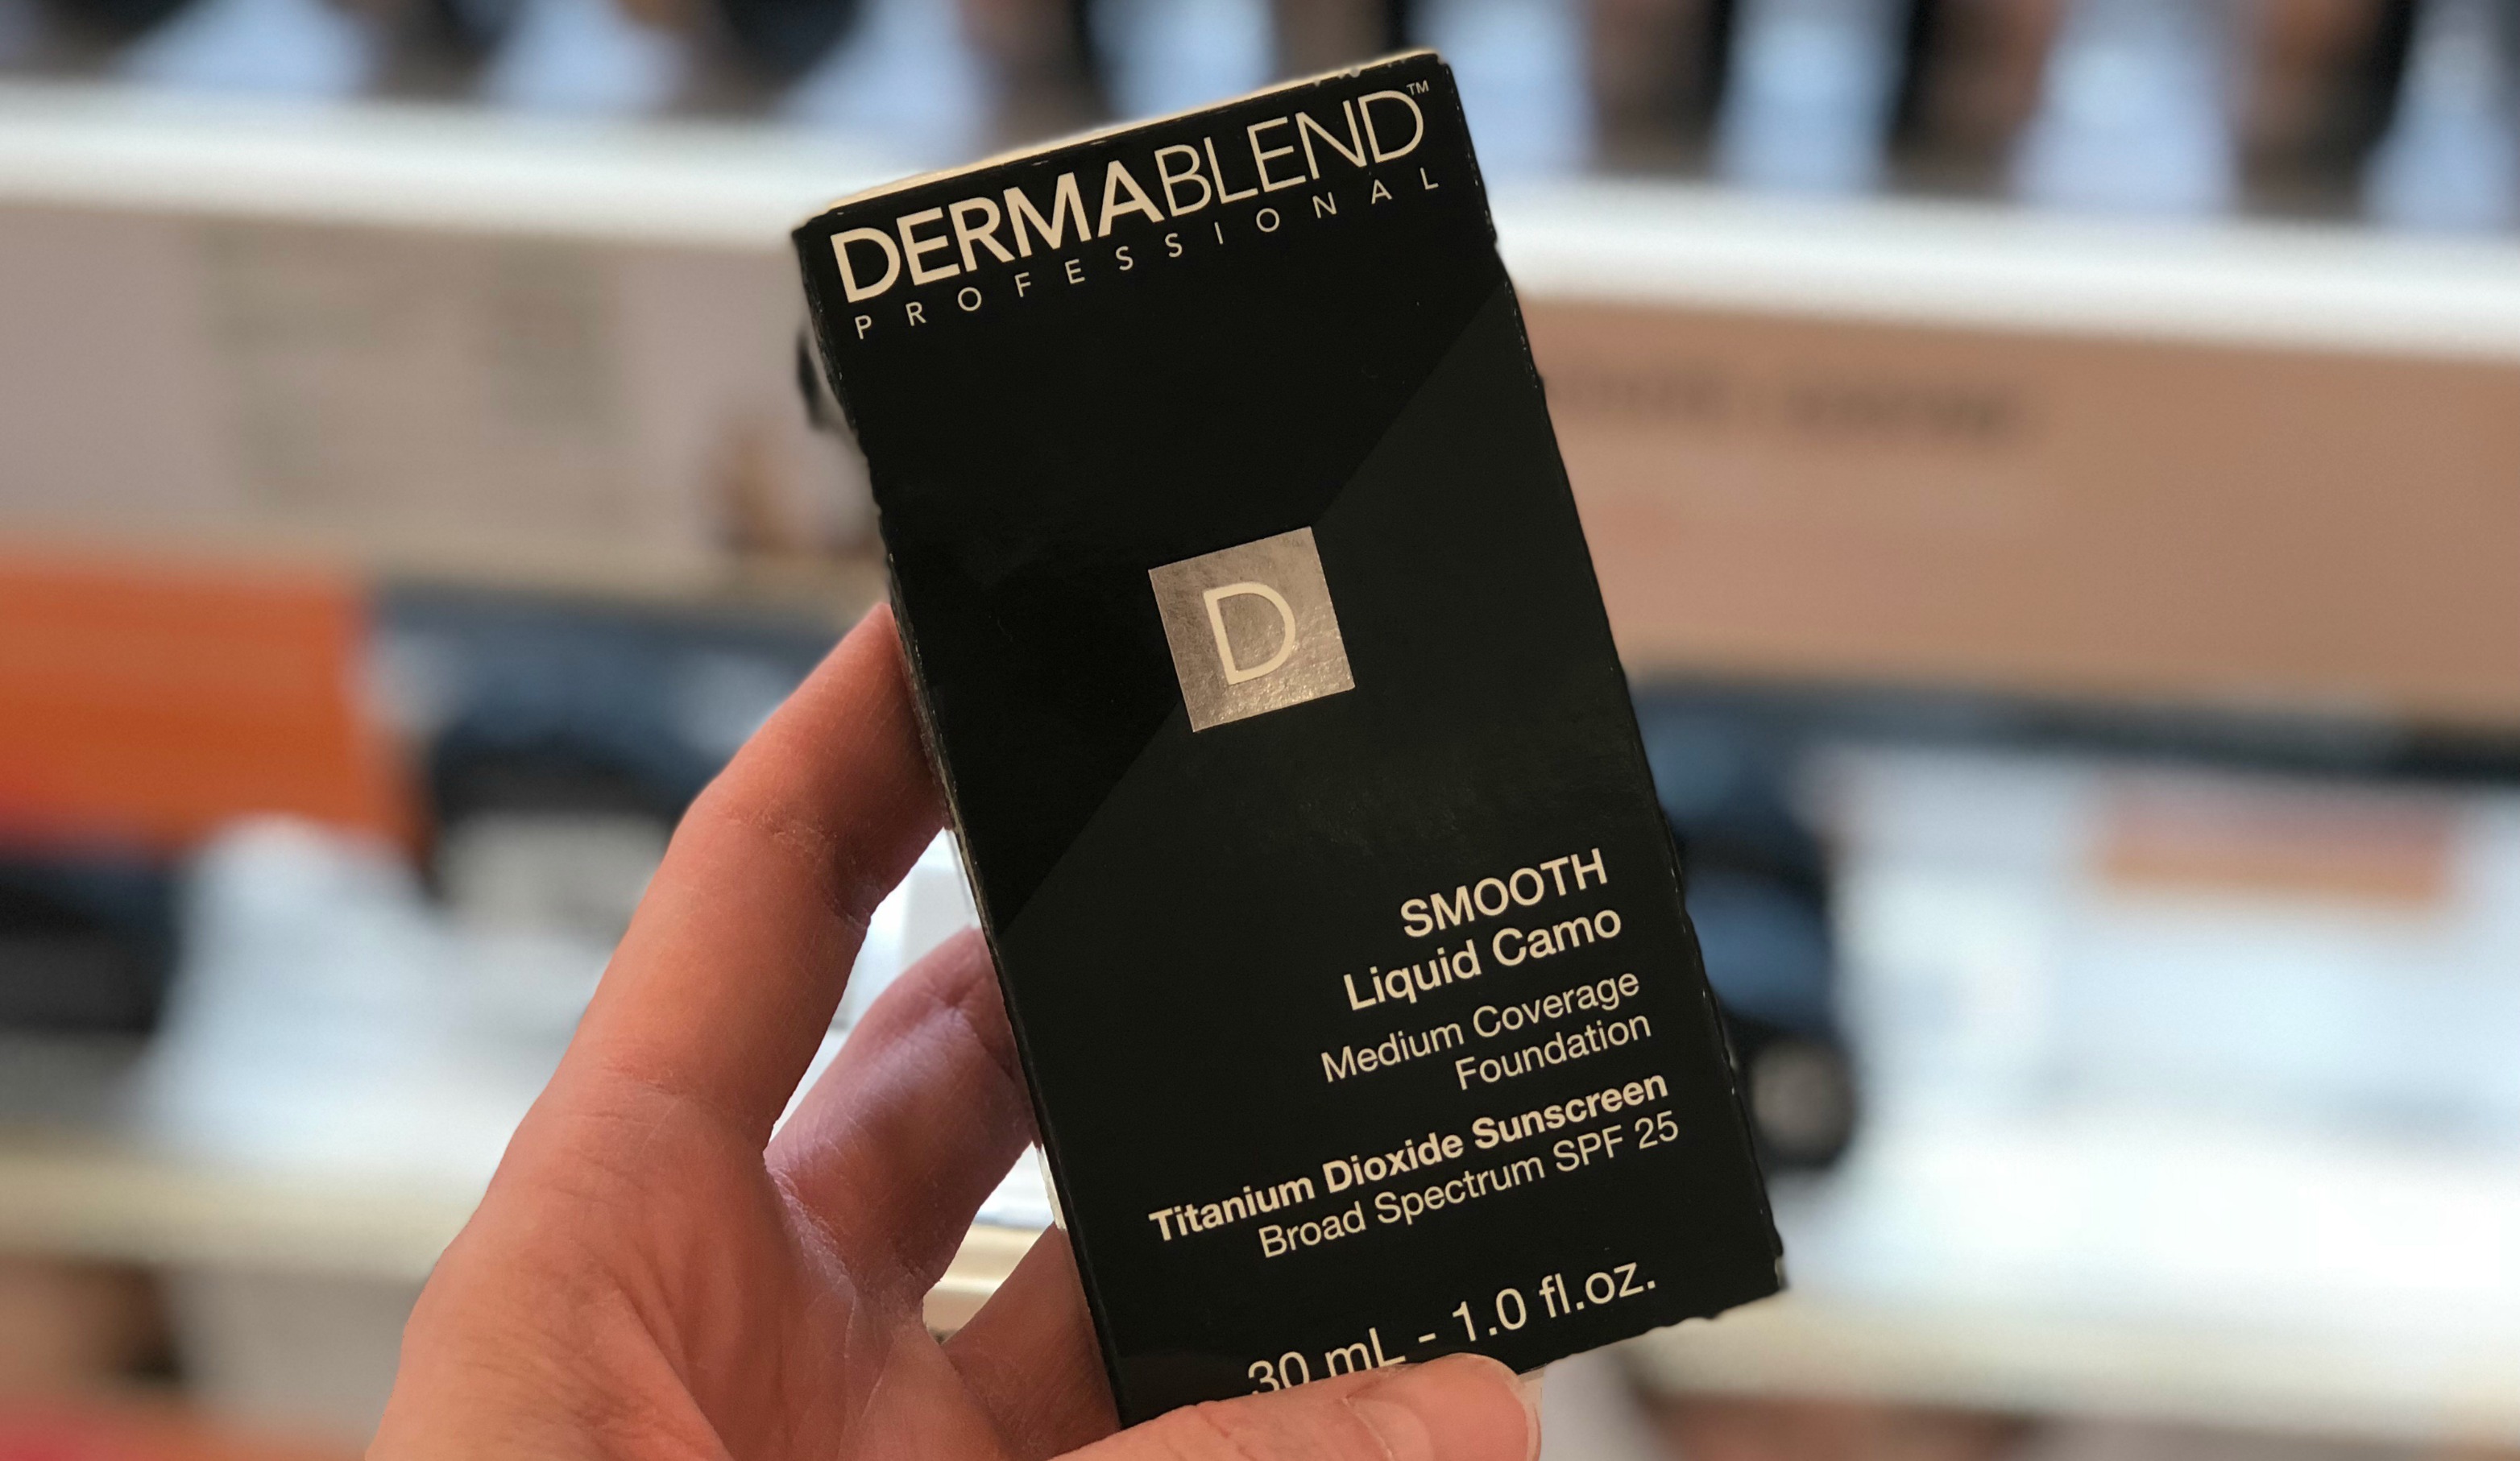 DERMABLEND™
PROFESSIONAL
D
SMOOTH
Liquid Camo
Medium Coverage
Foundation
Titanium Dioxide Sunscreen
Broad Spectrum SPF 25
30 mL - 1.0 fl.oz.